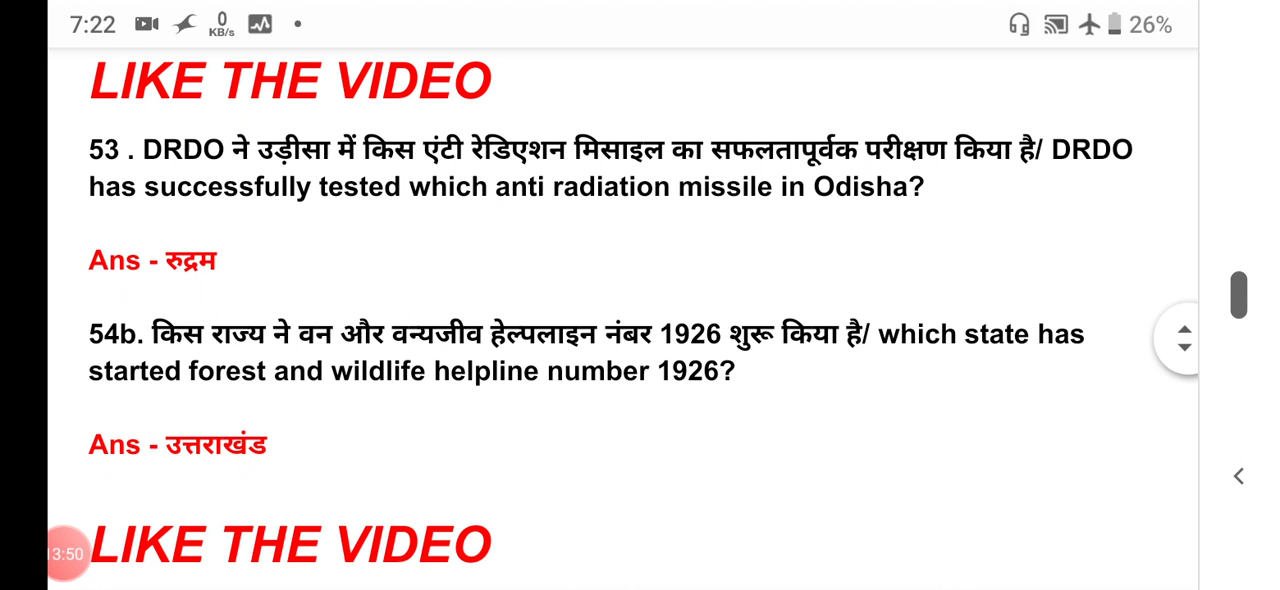 7:22
0
KB/s
26%
LIKE THE VIDEO
53 . DRDO ने उड़ीसा में किस एंटी रेडिएशन मिसाइल का सफलतापूर्वक परीक्षण किया है/ DRDO
has successfully tested which anti radiation missile in Odisha?
Ans - रुद्रम
54b. किस राज्य ने वन और वन्यजीव हेल्पलाइन नंबर 1926 शुरू किया है/ which state has
started forest and wildlife helpline number 1926?
Ans - उत्तराखंड
LIKE THE VIDEO
13:50